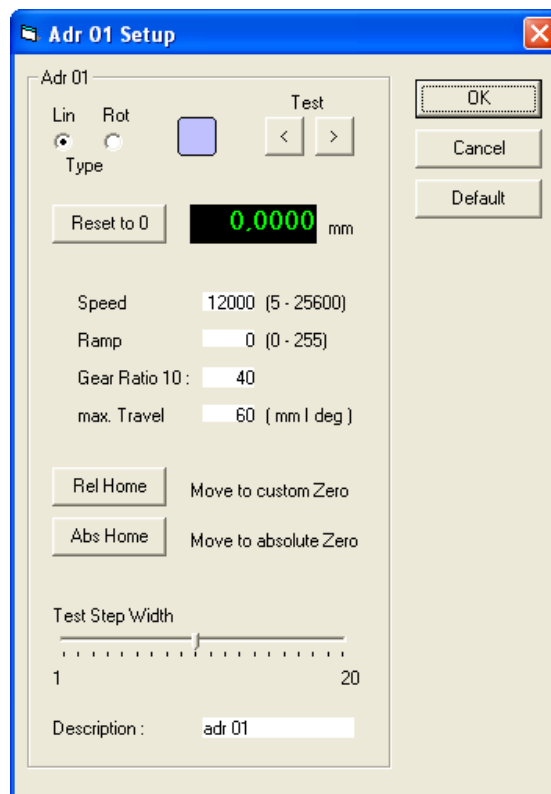 Adr 01 Setup
Adr 01
Lin Rot
Type
Test
< >
OK
Cancel
Default
Reset to 0
0,0000 mm
Speed 12000 (5 - 25600)
Ramp 0 (0 - 255)
Gear Ratio 10 : 40
max. Travel 60 ( mm I deg )
Rel Home Move to custom Zero
Abs Home Move to absolute Zero
Test Step Width
1 20
Description : adr 01